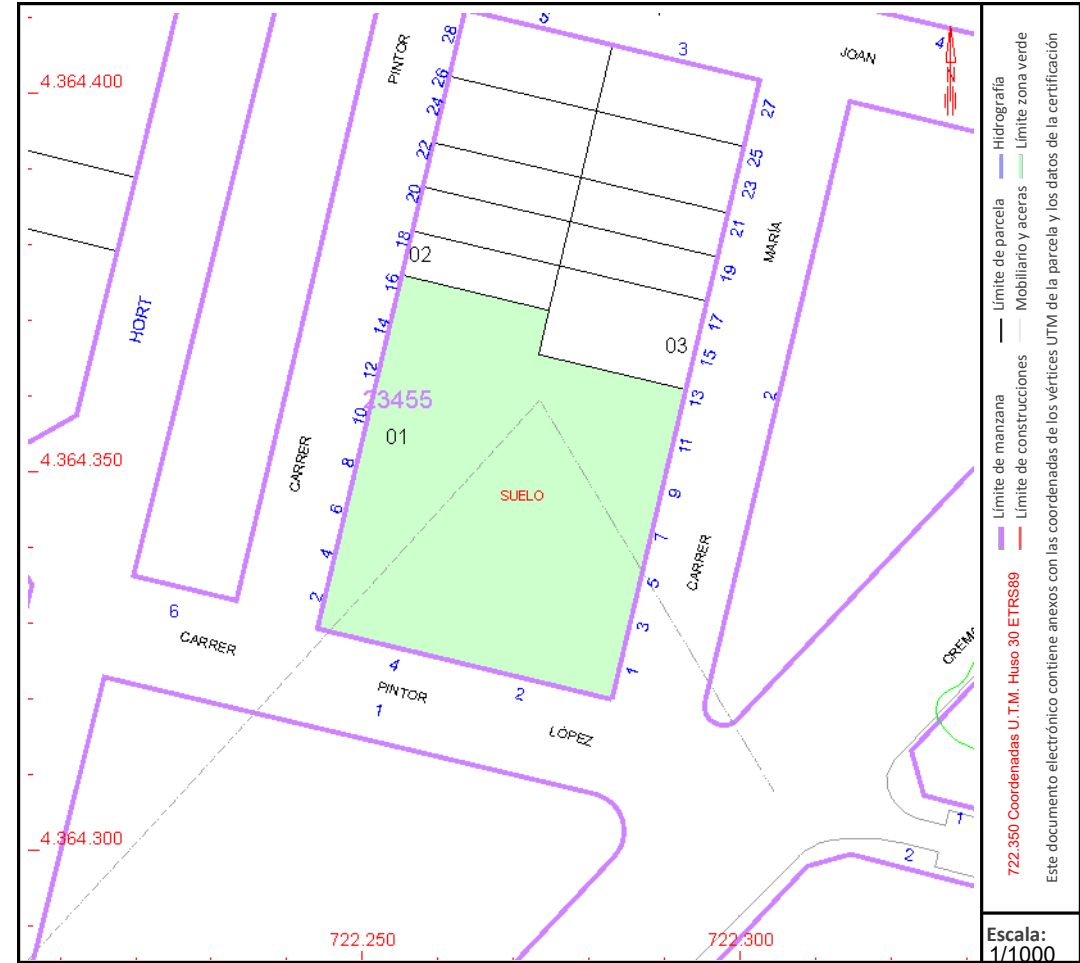 4.364.400
4.364.350
4.364.300
722.250
722.300
PINTOR
JOAN
HORT
MARÍA
CARRER
CARRER
CARRER
PINTOR
LÓPEZ
23455
01
02
03
SUELO
28
26
24
22
20
18
16
14
12
10
8
6
4
2
3
27
25
23
21
19
17
15
13
11
9
7
5
3
1
4
2
6
1
2
4
1
2
N
Límite de manzana
Límite de parcela
Hidrografía
Límite de construcciones
Mobiliario y aceras
Límite zona verde
722.350 Coordenadas U.T.M. Huso 30 ETRS89
Este documento electrónico contiene anexos con las coordenadas de los vértices UTM de la parcela y los datos de la certificación
Escala:
1/1000